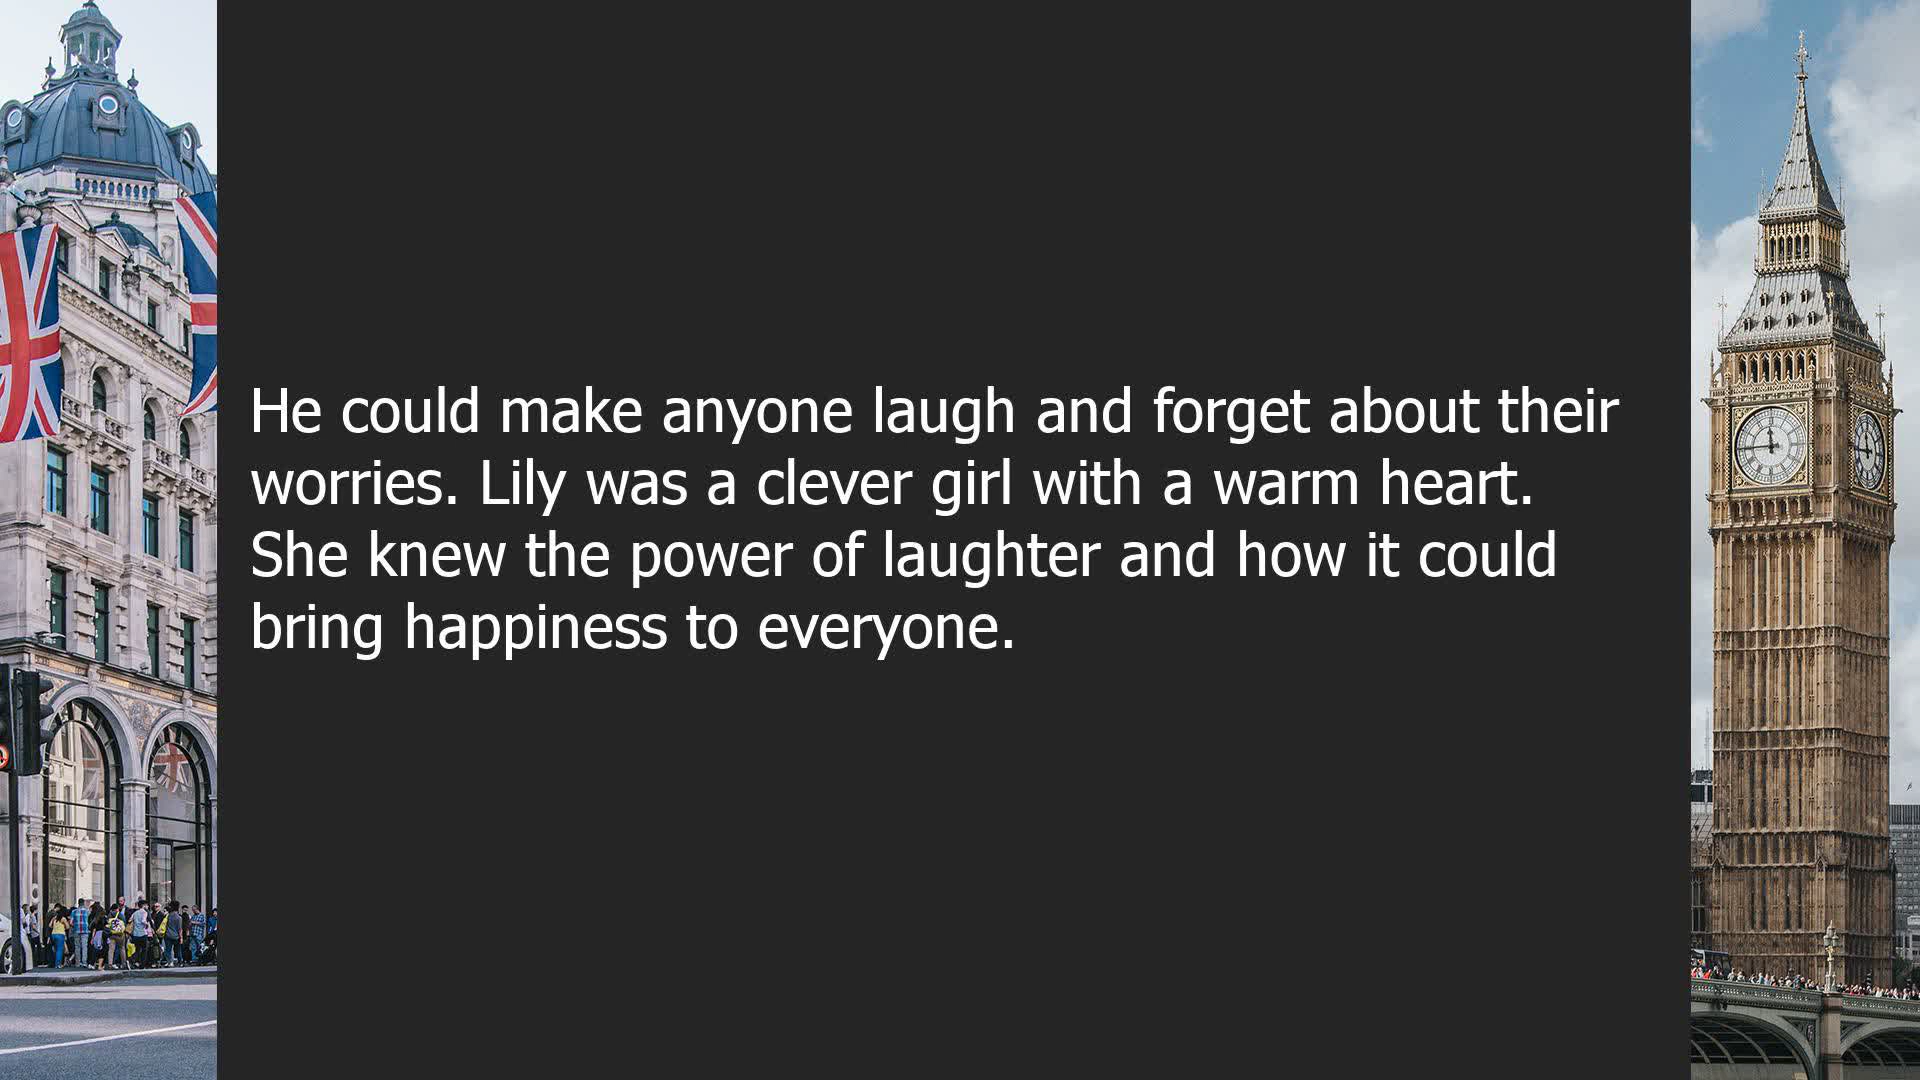 He could make anyone laugh and forget about their
worries. Lily was a clever girl with a warm heart.
She knew the power of laughter and how it could
bring happiness to everyone.